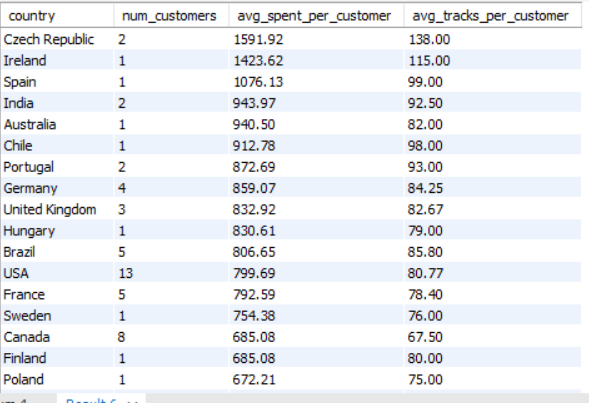 country num_customers avg_spent_per_customer avg_tracks_per_customer
Czech Republic 2 1591.92 138.00
Ireland 1 1423.62 115.00
Spain 1 1076.13 99.00
India 2 943.97 92.50
Australia 1 940.50 82.00
Chile 1 912.78 98.00
Portugal 2 872.69 93.00
Germany 4 859.07 84.25
United Kingdom 3 832.92 82.67
Hungary 1 830.61 79.00
Brazil 5 806.65 85.80
USA 13 799.69 80.77
France 5 792.59 78.40
Sweden 1 754.38 76.00
Canada 8 685.08 67.50
Finland 1 685.08 80.00
Poland 1 672.21 75.00